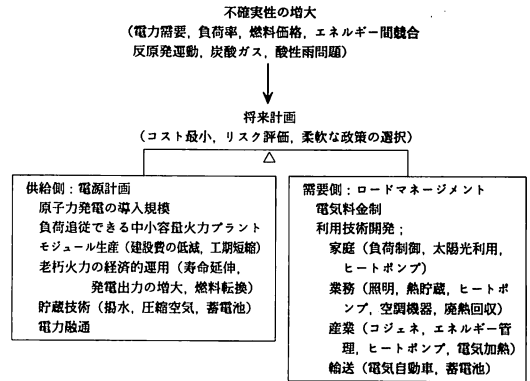 不確実性の増大
(電力需要, 負荷率, 燃料価格, エネルギー間競合
反原発運動, 炭酸ガス, 酸性雨問題)
将来計画
(コスト最小, リスク評価, 柔軟な政策の選択)
供給側:電源計画
原子力発電の導入規模
負荷追従できる中小容量火力プラント
モジュール生産(建設費の低減, 工期短縮)
老朽火力の経済的運用(寿命延伸,
発電出力の増大, 燃料転換)
貯蔵技術(揚水, 圧縮空気, 蓄電池)
電力融通
需要側:ロードマネージメント
電気料金制
利用技術開発;
家庭(負荷制御, 太陽光利用,
ヒートポンプ)
業務(照明, 熱貯蔵, ヒートポ
ンプ, 空調機器, 廃熱回収)
産業(コジェネ, エネルギー管
理, ヒートポンプ, 電気加熱)
輸送(電気自動車, 蓄電池)